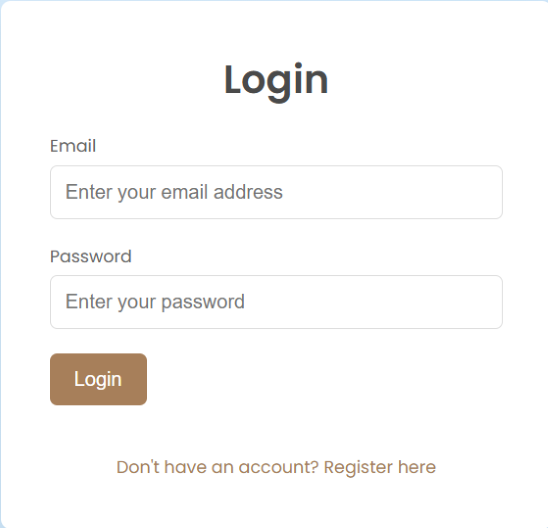 Login
Email
Enter your email address
Password
Enter your password
Login
Don't have an account? Register here